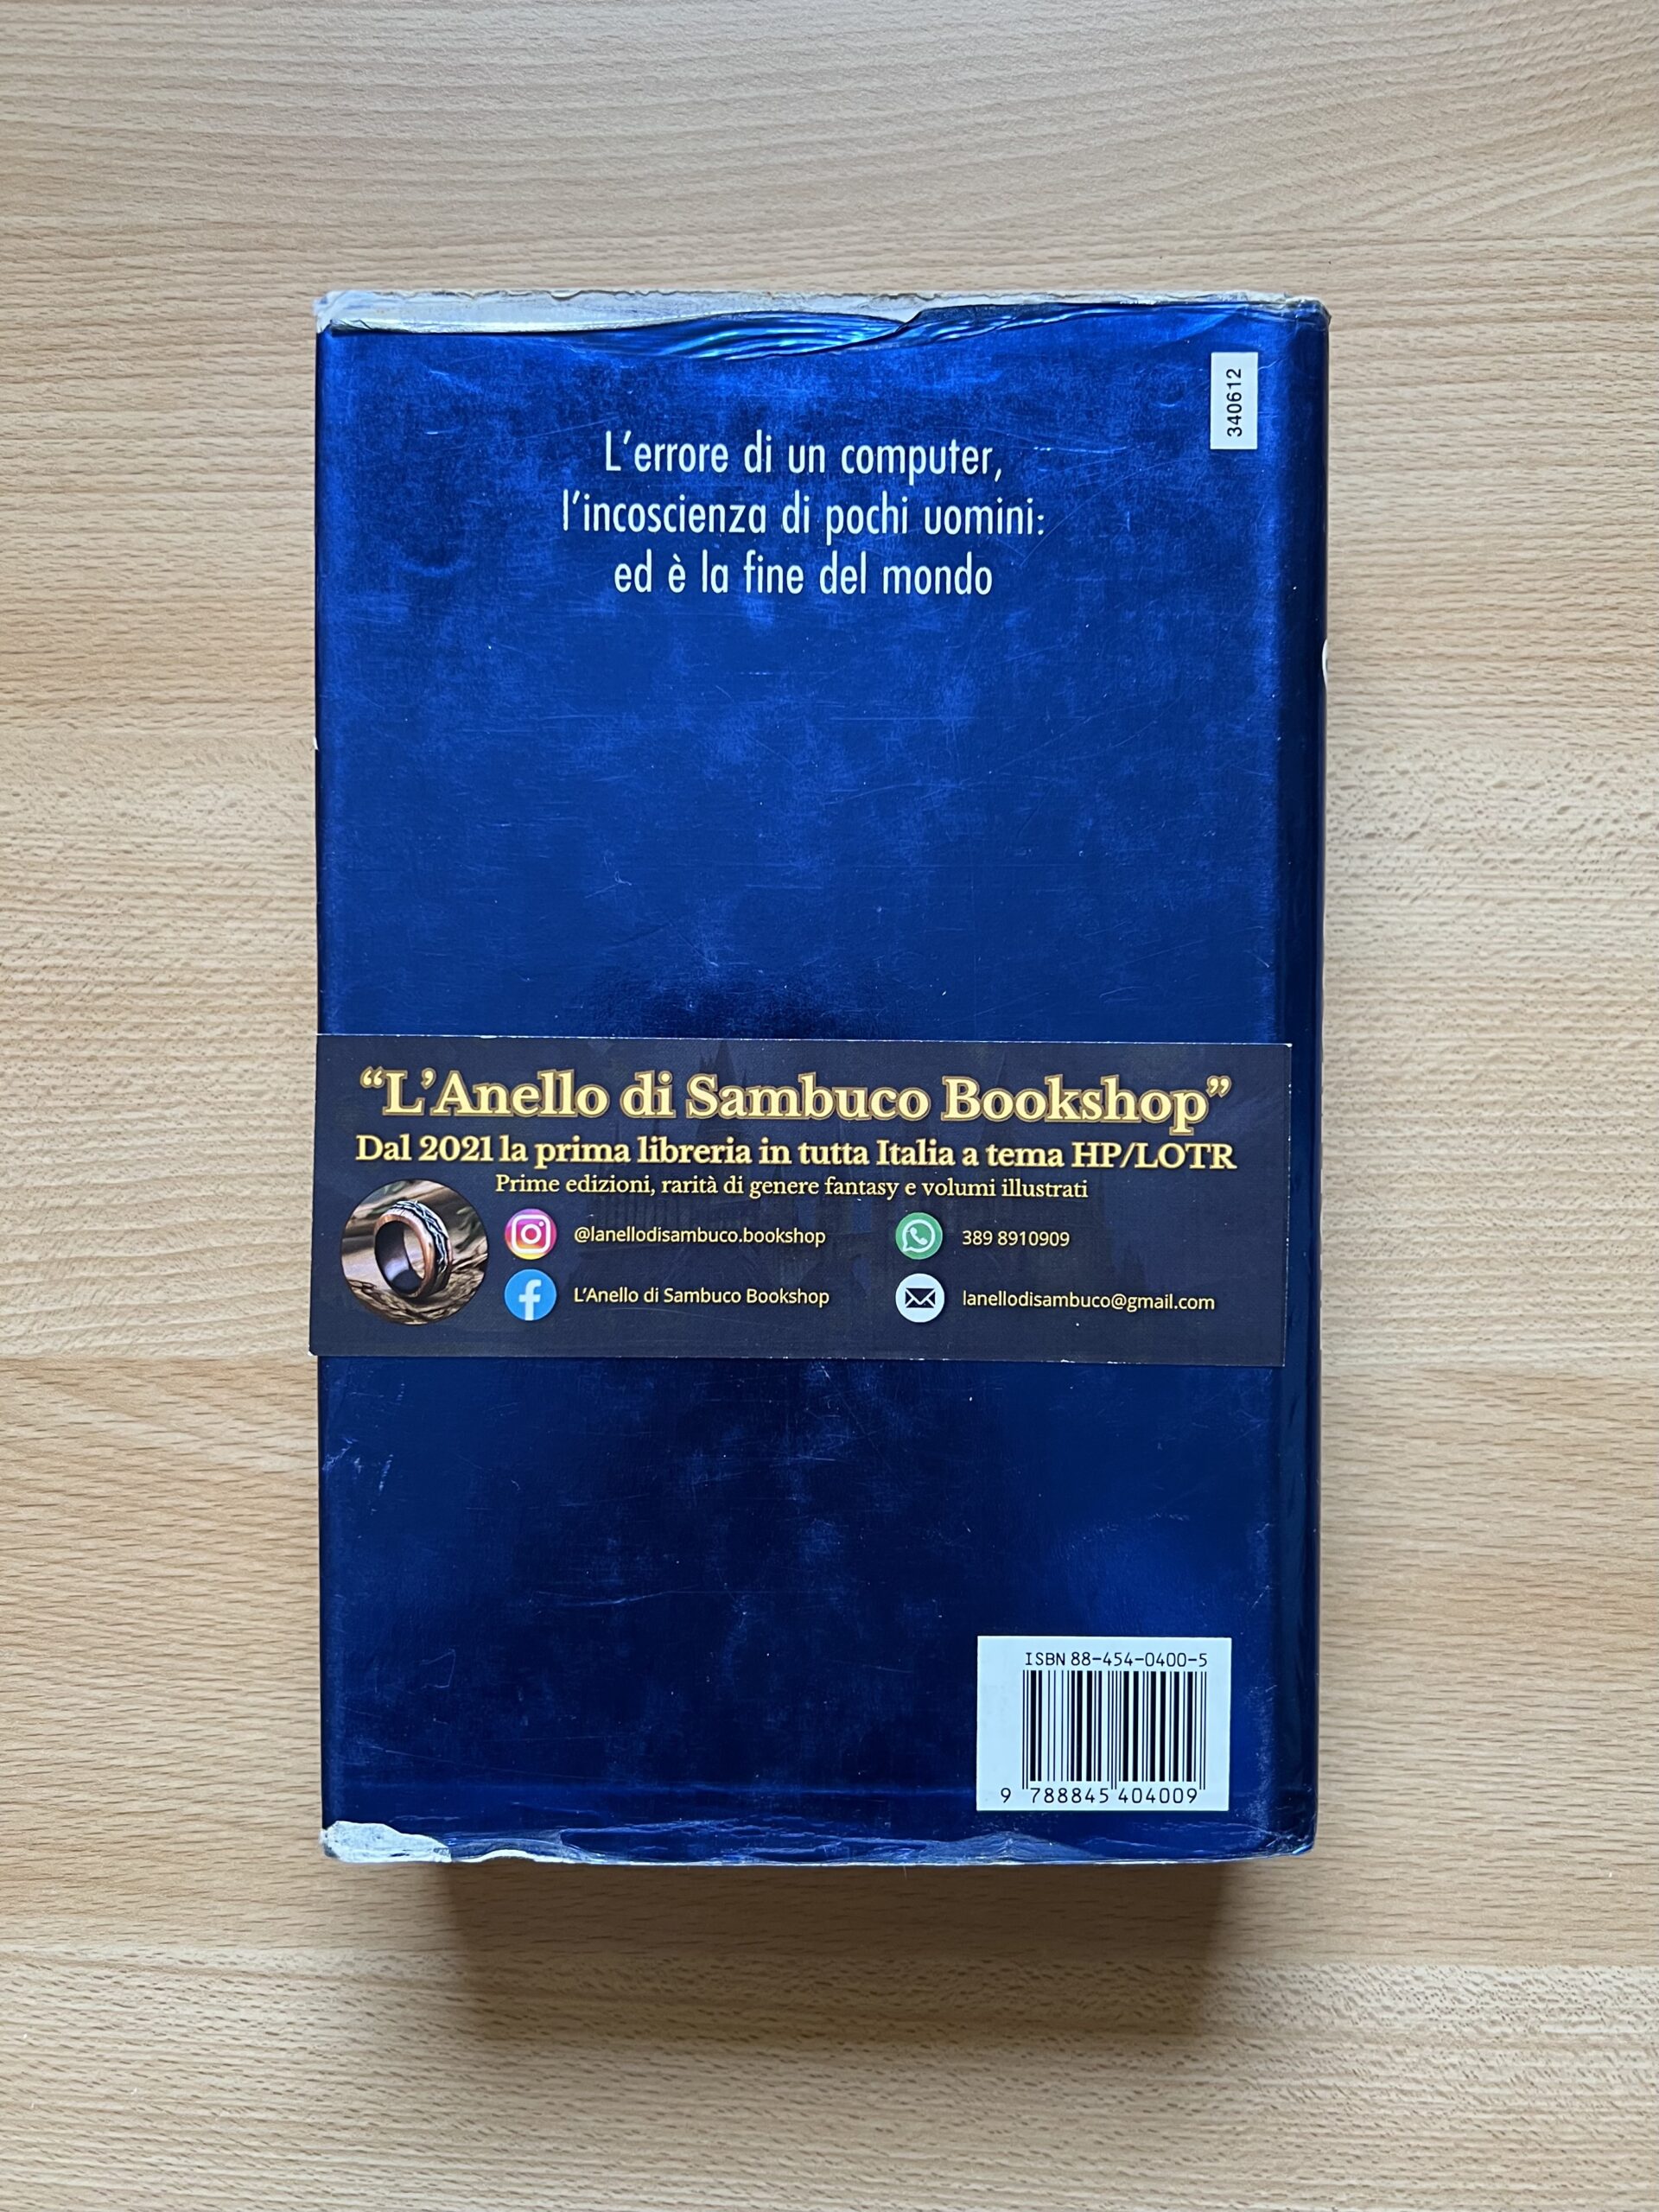 340612
L'errore di un computer,
l'incoscienza di pochi uomini:
ed è la fine del mondo
“L'Anello di Sambuco Bookshop”
Dal 2021 la prima libreria in tutta Italia a tema HP/LOTR
Prime edizioni, rarità di genere fantasy e volumi illustrati
@lanellodisambuco.bookshop
389 8910909
L'Anello di Sambuco Bookshop
lanellodisambuco@gmail.com
ISBN 88-454-0400-5
9 788845 404009